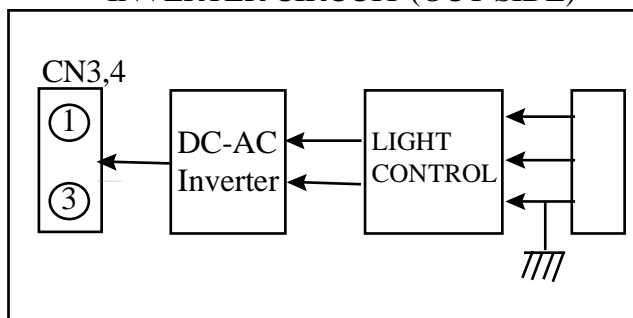 INVERTER CIRCUIT (OUT SIDE)
CN3,4
1
3
DC-AC
Inverter
LIGHT
CONTROL